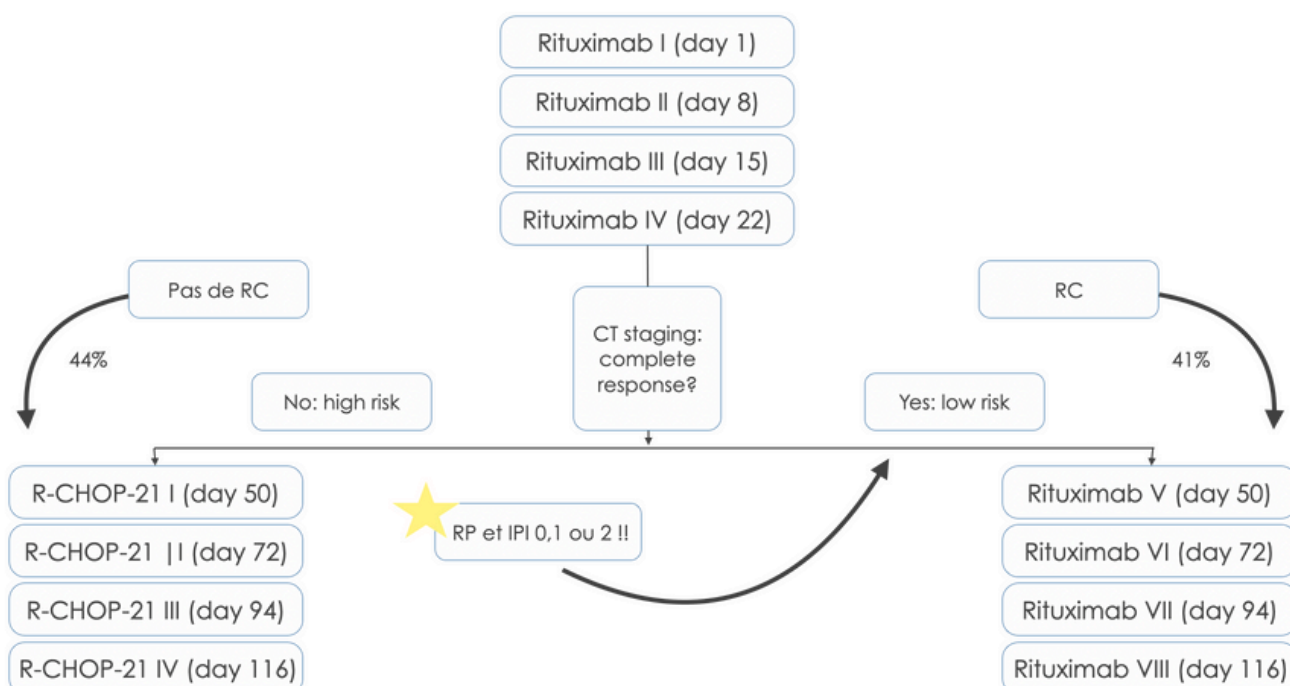 Rituximab I (day 1)
Rituximab II (day 8)
Rituximab III (day 15)
Rituximab IV (day 22)
Pas de RC
RC
CT staging:
complete
response?
44%
41%
No: high risk
Yes: low risk
R-CHOP-21 I (day 50)
R-CHOP-21 |I (day 72)
R-CHOP-21 III (day 94)
R-CHOP-21 IV (day 116)
RP et IPI 0,1 ou 2 !!
Rituximab V (day 50)
Rituximab VI (day 72)
Rituximab VII (day 94)
Rituximab VIII (day 116)